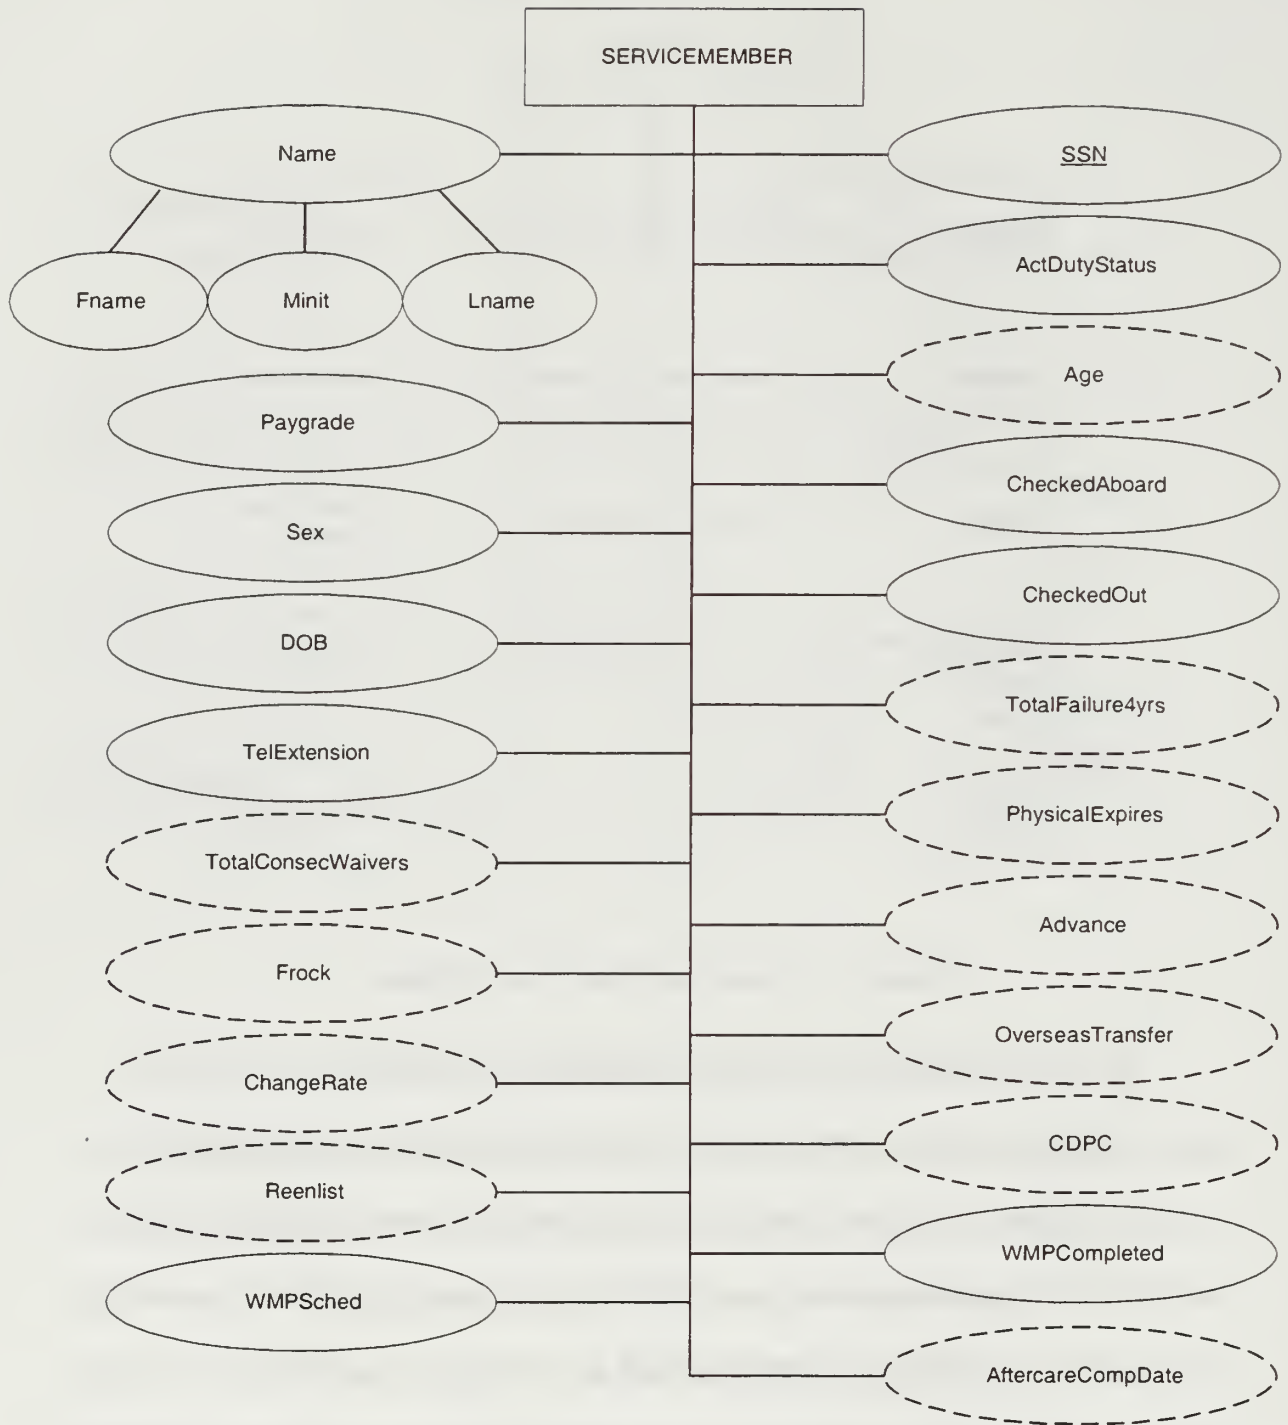 SERVICEMEMBER
Name
SSN
ActDutyStatus
Fname
Minit
Lname
Age
Paygrade
CheckedAboard
Sex
CheckedOut
DOB
TotalFailure4yrs
TelExtension
PhysicalExpires
TotalConsecWaivers
Advance
Frock
OverseasTransfer
ChangeRate
CDPC
Reenlist
WMPCompleted
WMPSched
AftercareCompDate